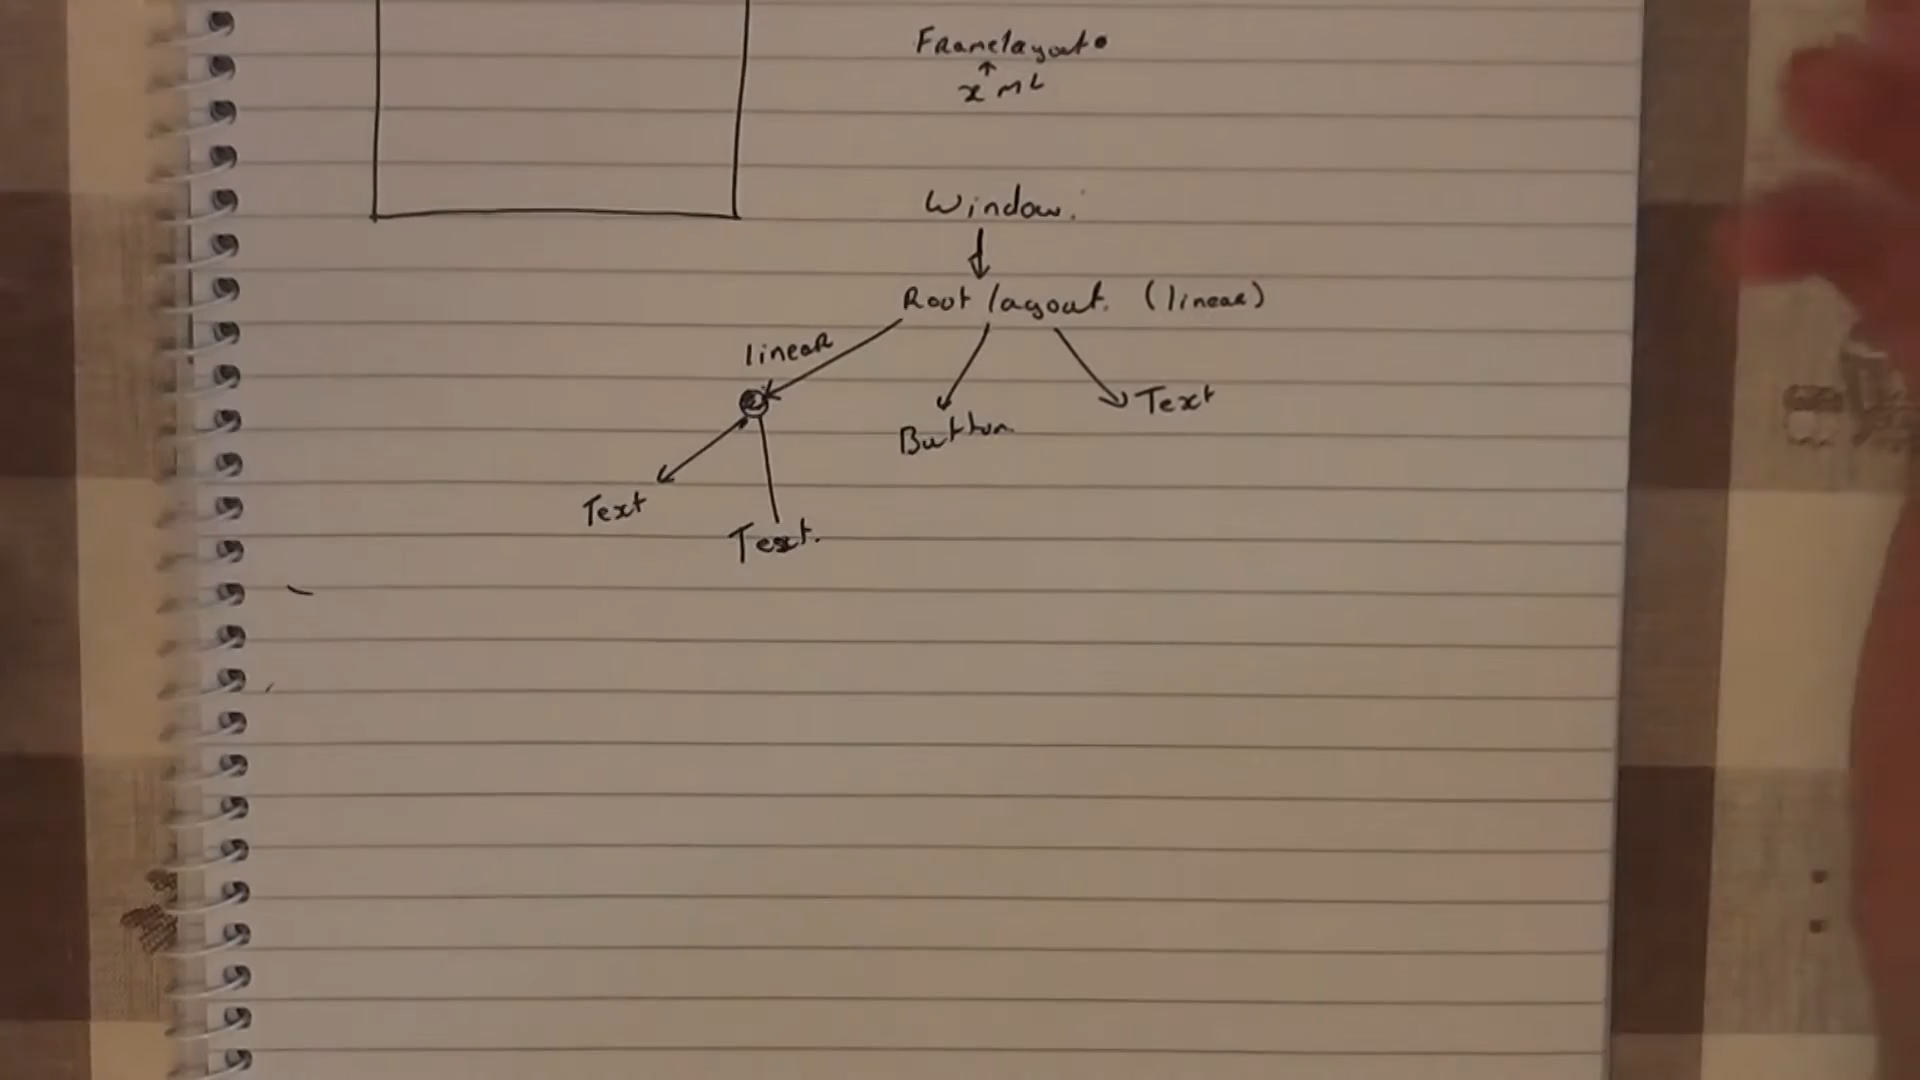 Framelayout
xML
Window.
Root layout. (linear)
linear
Text
Button
Text
Text.